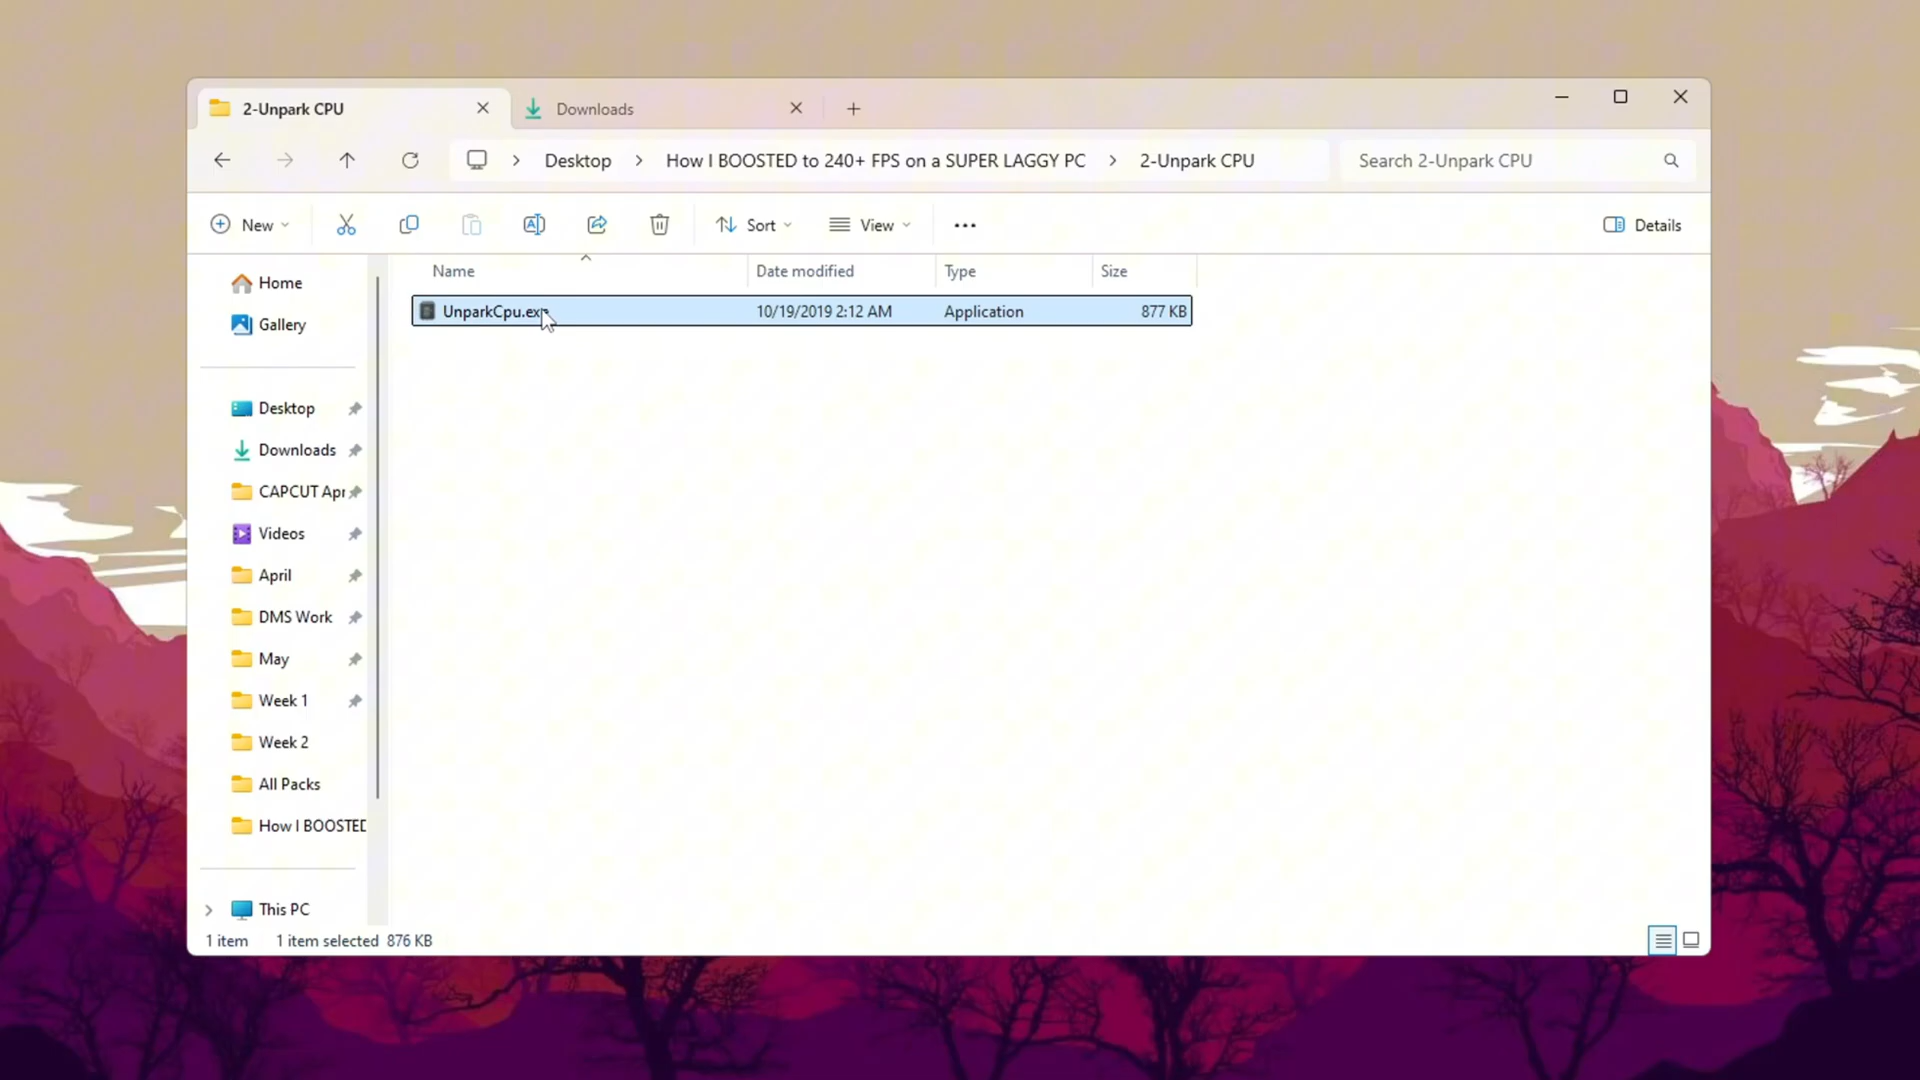 2-Unpark CPU
Downloads
Desktop
How I BOOSTED to 240+ FPS on a SUPER LAGGY PC
2-Unpark CPU
Search 2-Unpark CPU
New
Sort
View
Details
Name
Date modified
Type
Size
UnparkCpu.exe
10/19/2019 2:12 AM
Application
877 KB
Home
Gallery
Desktop
Downloads
CAPCUT Apr
Videos
April
DMS Work
May
Week 1
Week 2
All Packs
How I BOOSTED
This PC
1 item
1 item selected 876 KB